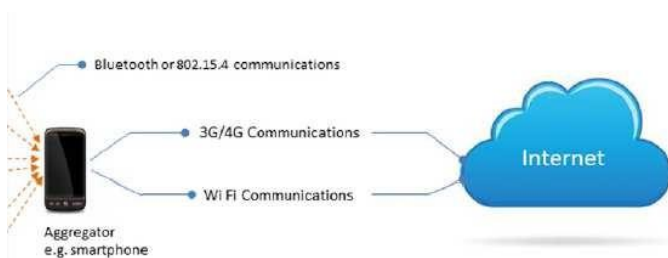 Bluetooth or 802.15.4 communications
3G/4G Communications
Internet
Wi Fi Communications
Aggregator
e.g. smartphone